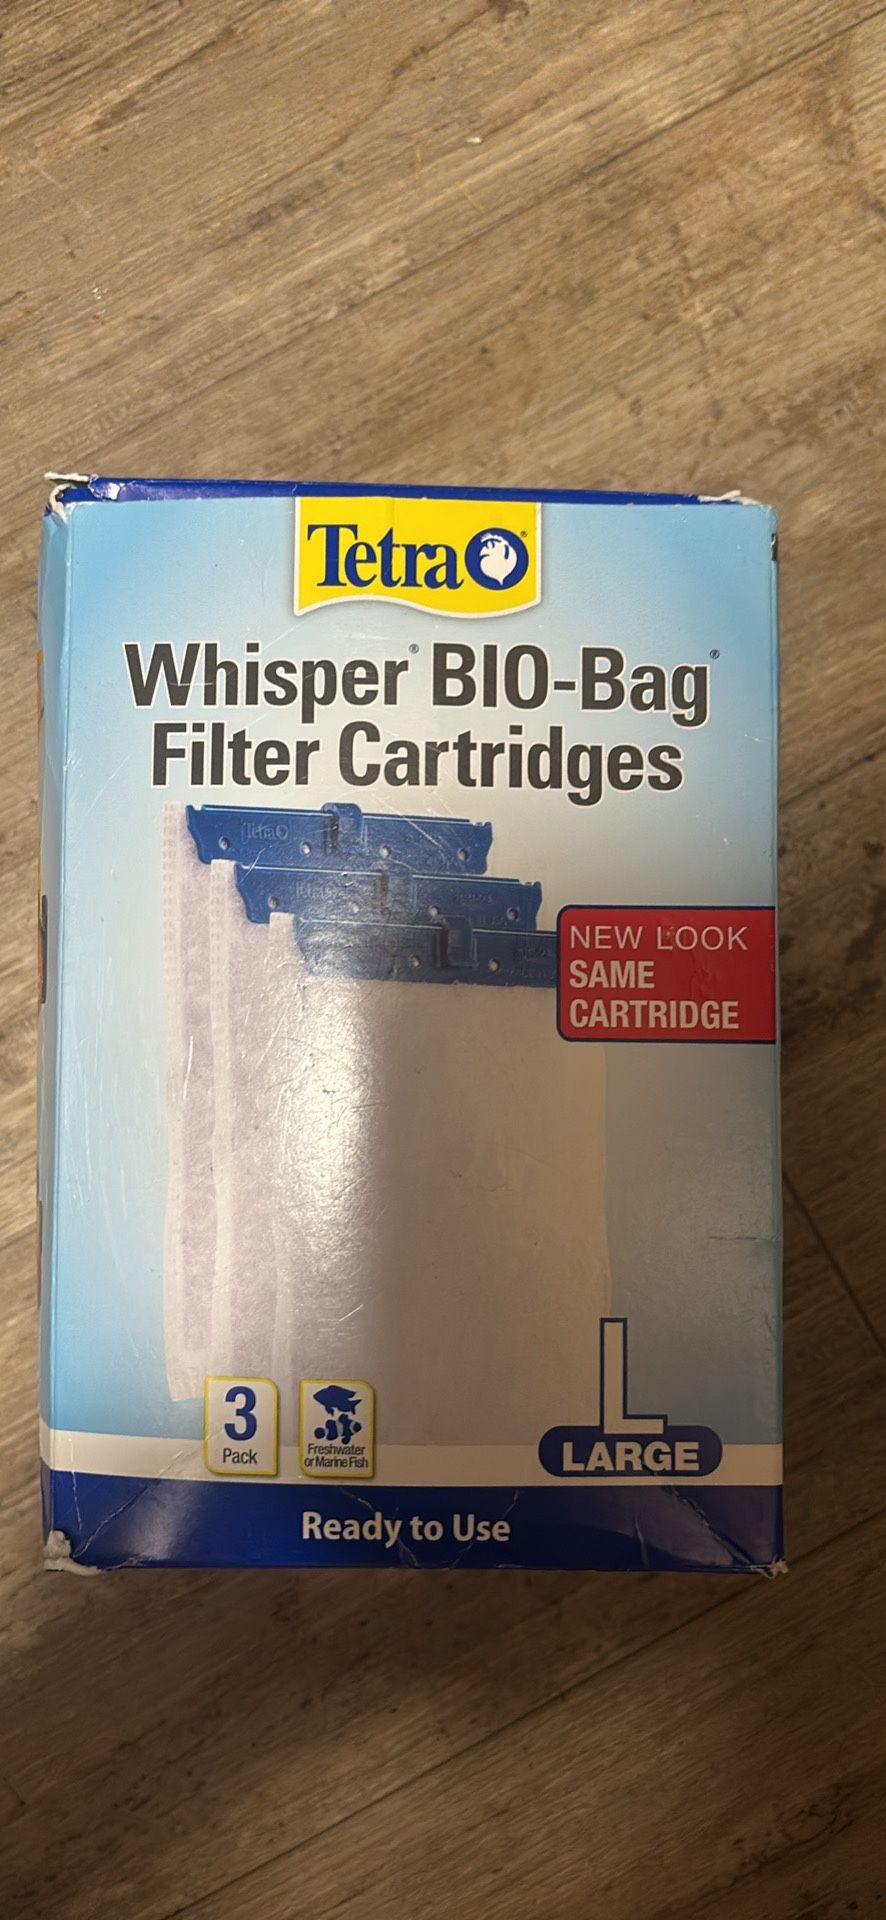 Tetra®
Whisper® BIO-Bag®
Filter Cartridges
Tetra
NEW LOOK
SAME
CARTRIDGE
3
Pack
Freshwater
or Marine Fish
L
LARGE
Ready to Use